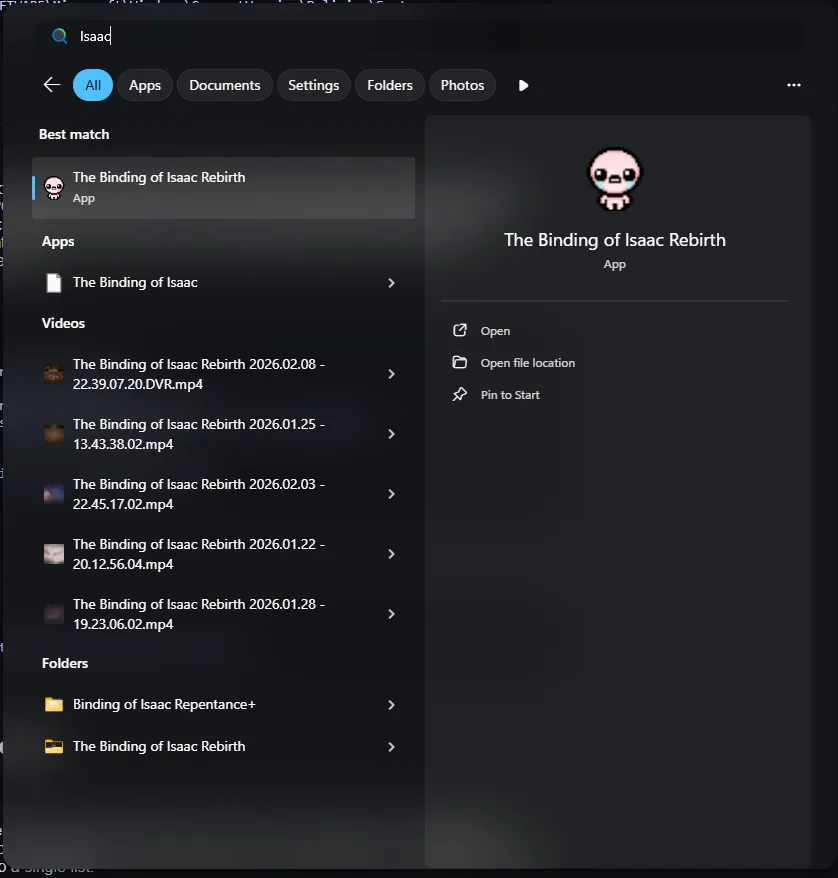 Isaac
All
Apps
Documents
Settings
Folders
Photos
Best match
The Binding of Isaac Rebirth
App
Apps
The Binding of Isaac
Videos
The Binding of Isaac Rebirth 2026.02.08 -
22.39.07.20.DVR.mp4
The Binding of Isaac Rebirth 2026.01.25 -
13.43.38.02.mp4
The Binding of Isaac Rebirth 2026.02.03 -
22.45.17.02.mp4
The Binding of Isaac Rebirth 2026.01.22 -
20.12.56.04.mp4
The Binding of Isaac Rebirth 2026.01.28 -
19.23.06.02.mp4
Folders
Binding of Isaac Repentance+
The Binding of Isaac Rebirth
The Binding of Isaac Rebirth
App
Open
Open file location
Pin to Start
a single list.